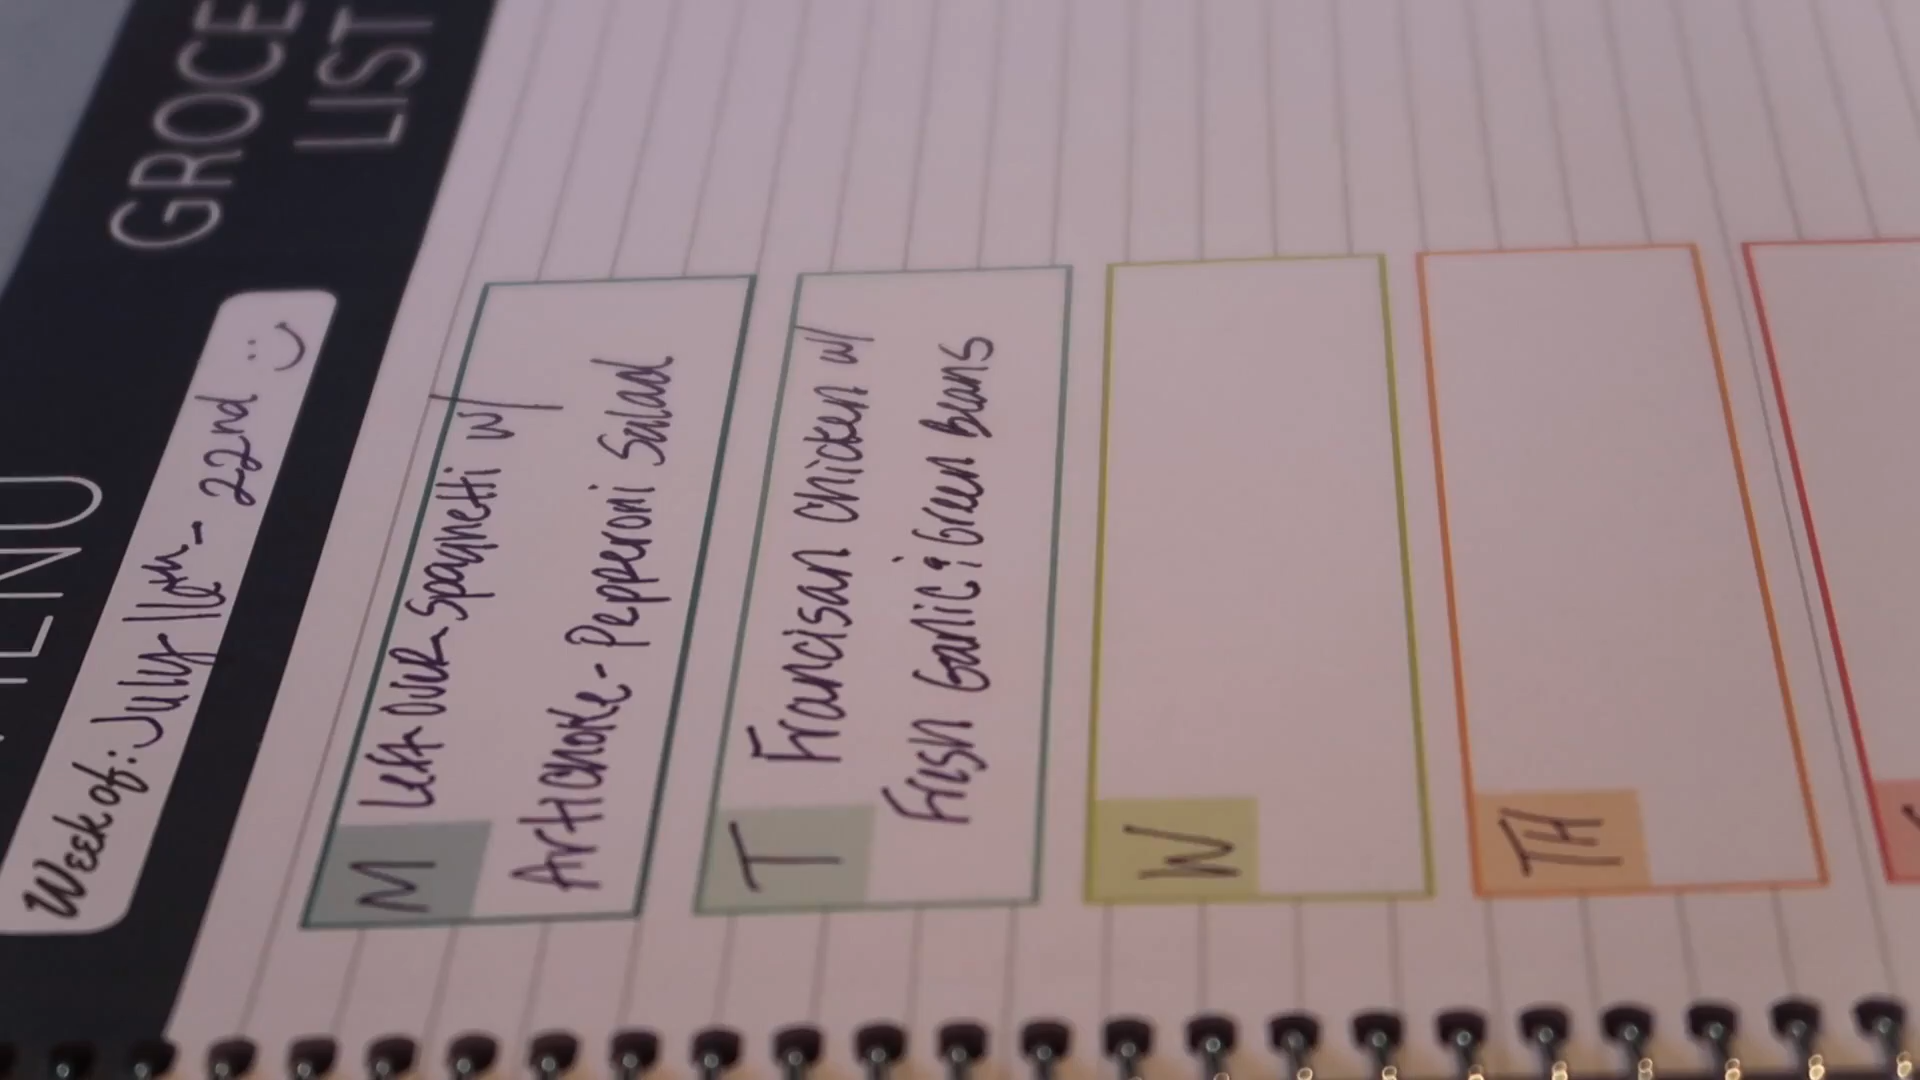 MENU
GROCE
LIST
Week of: July 16th - 22nd
M
Left over Spaghetti w/
Artichoke-Pepperoni Salad
T
Francisan Chicken w/
Fresh Garlic & Green Beans
W
TH